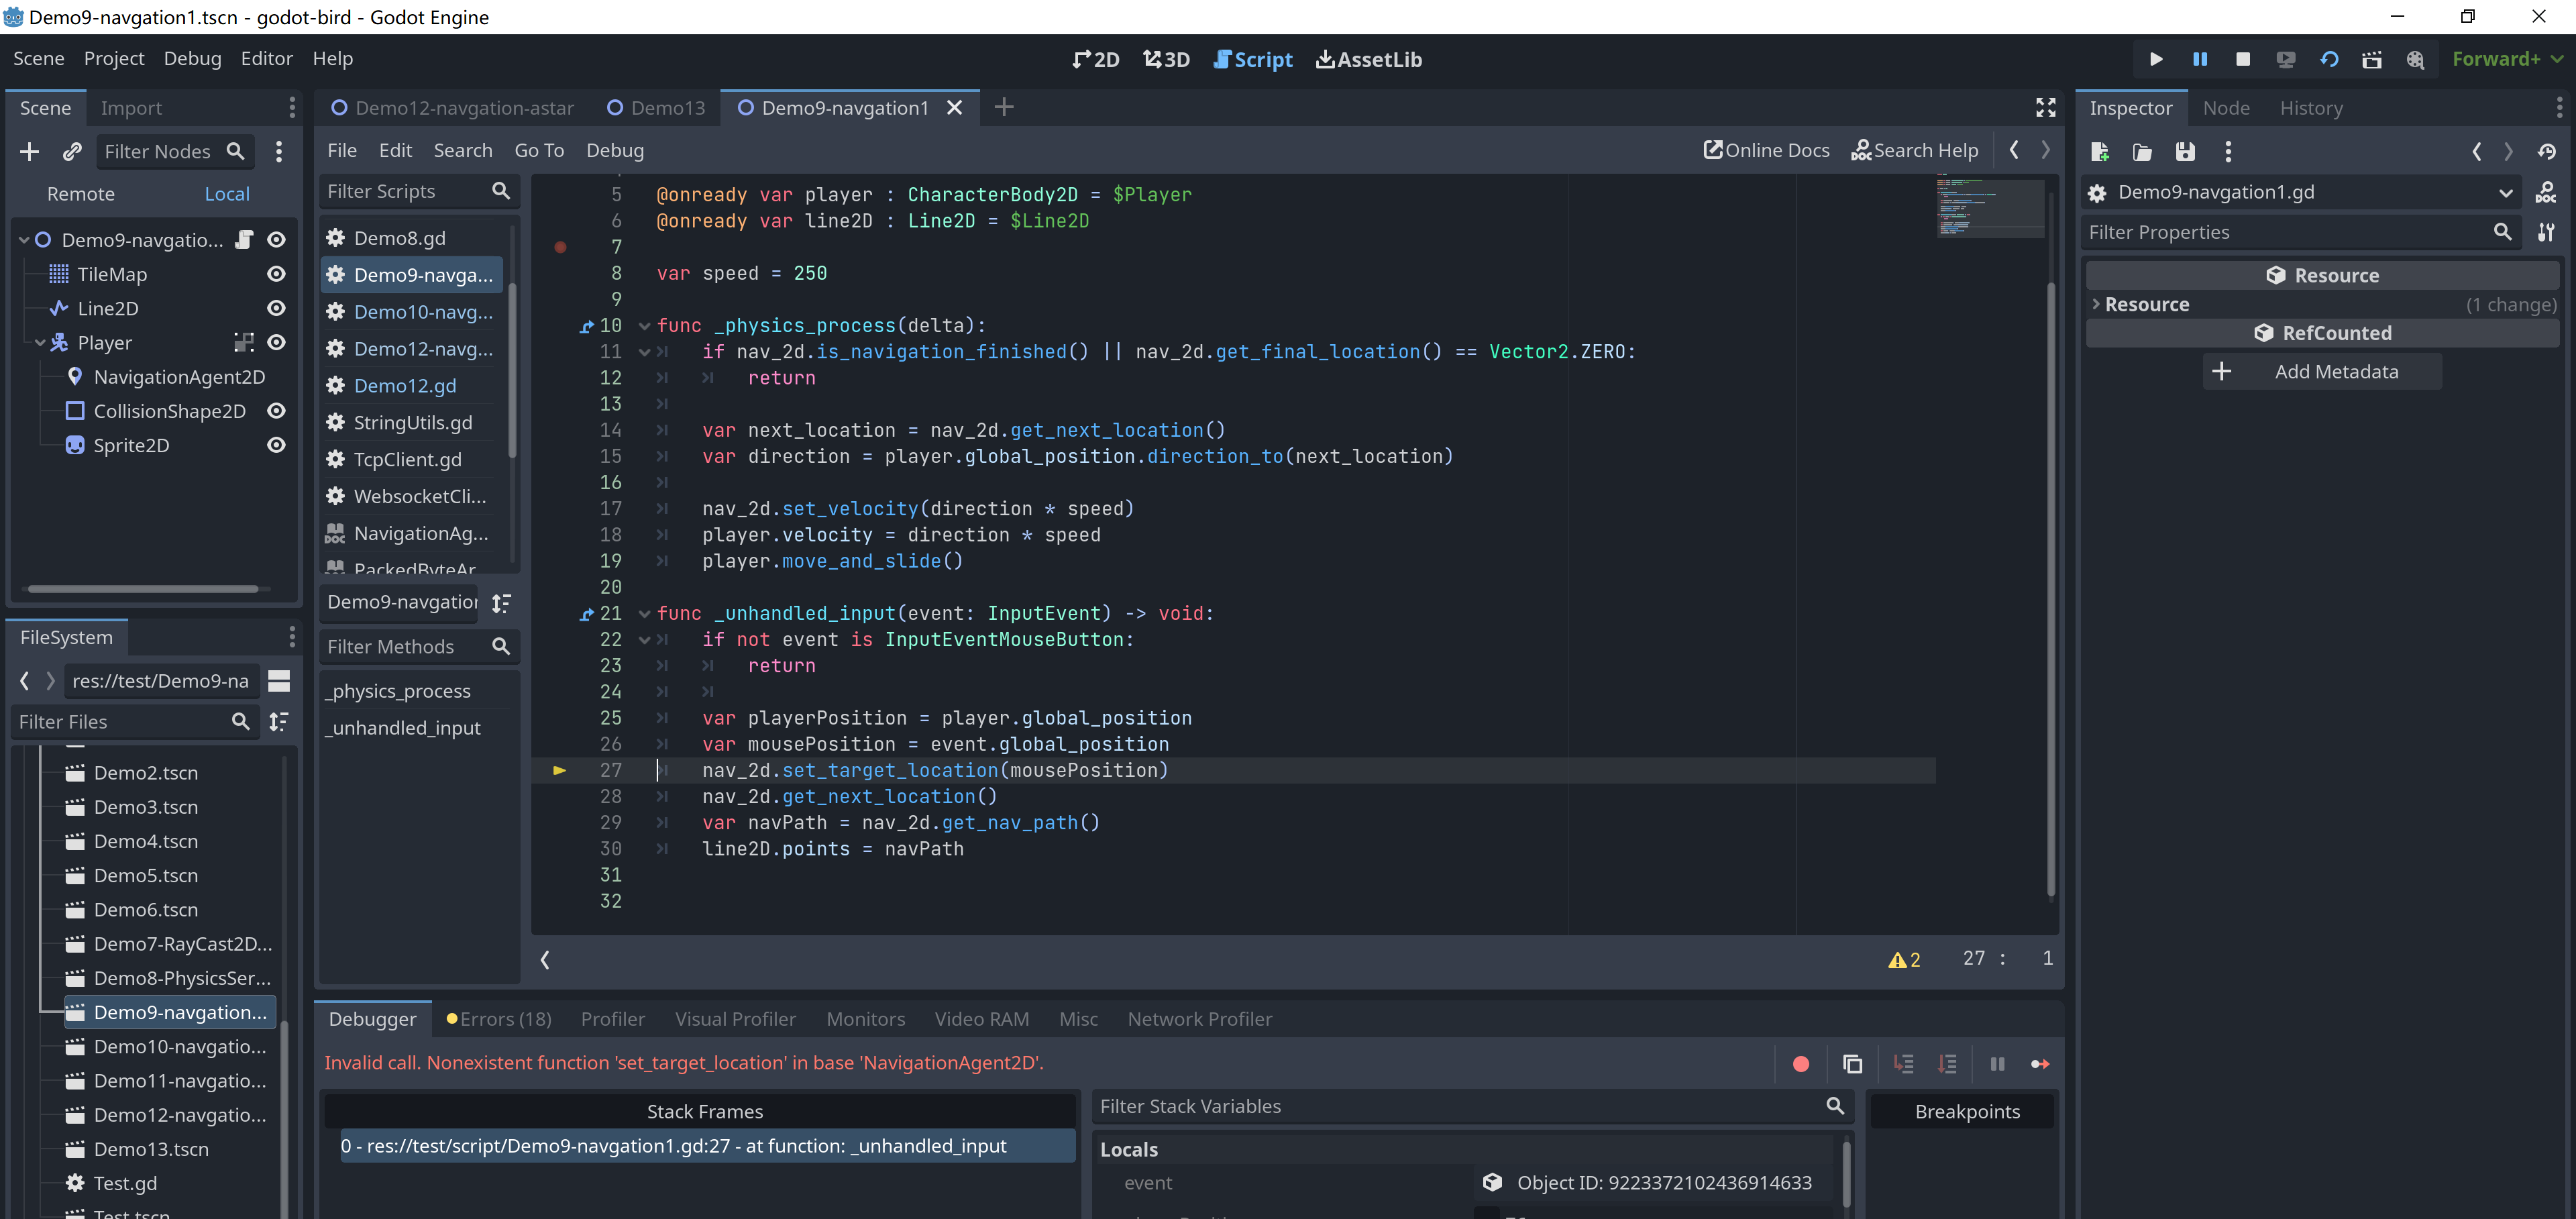 Demo9-navgation1.tscn - godot-bird - Godot Engine
Scene Project Debug Editor Help
2D 3D Script AssetLib
Forward+
Scene Import
Filter Nodes
Remote Local
Demo9-navgatio...
TileMap
Line2D
Player
NavigationAgent2D
CollisionShape2D
Sprite2D
FileSystem
res://test/Demo9-na
Filter Files
Demo2.tscn
Demo3.tscn
Demo4.tscn
Demo5.tscn
Demo6.tscn
Demo7-RayCast2D...
Demo8-PhysicsSer...
Demo9-navgation...
Demo10-navgatio...
Demo11-navgatio...
Demo12-navgatio...
Demo13.tscn
Test.gd
Test.tscn
Demo12-navgation-astar Demo13 Demo9-navgation1
File Edit Search Go To Debug
Online Docs Search Help
Filter Scripts
Demo8.gd
Demo9-navga...
Demo10-navg...
Demo12-navg...
Demo12.gd
StringUtils.gd
TcpClient.gd
WebsocketCli...
DOC NavigationAg...
PackedByteAr
Demo9-navgation
Filter Methods
_physics_process
_unhandled_input
5 @onready var player : CharacterBody2D = $Player
6 @onready var line2D : Line2D = $Line2D
7
8 var speed = 250
9
10 func _physics_process(delta):
11 if nav_2d.is_navigation_finished() || nav_2d.get_final_location() == Vector2.ZERO:
12 return
13
14 var next_location = nav_2d.get_next_location()
15 var direction = player.global_position.direction_to(next_location)
16
17 nav_2d.set_velocity(direction * speed)
18 player.velocity = direction * speed
19 player.move_and_slide()
20
21 func _unhandled_input(event: InputEvent) -> void:
22 if not event is InputEventMouseButton:
23 return
24
25 var playerPosition = player.global_position
26 var mousePosition = event.global_position
27 nav_2d.set_target_location(mousePosition)
28 nav_2d.get_next_location()
29 var navPath = nav_2d.get_nav_path()
30 line2D.points = navPath
31
32
2 27 : 1
Debugger Errors (18) Profiler Visual Profiler Monitors Video RAM Misc Network Profiler
Invalid call. Nonexistent function 'set_target_location' in base 'NavigationAgent2D'.
Stack Frames
0 - res://test/script/Demo9-navgation1.gd:27 - at function: _unhandled_input
Filter Stack Variables
Locals
event Object ID: 9223372102436914633
Breakpoints
Inspector Node History
Demo9-navgation1.gd
DOC
Filter Properties
Resource
Resource (1 change)
RefCounted
Add Metadata